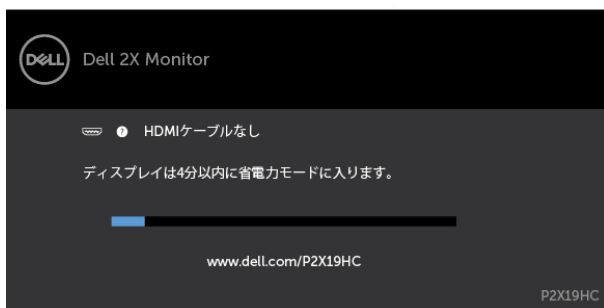 DELL
Dell 2X Monitor
? HDMIケーブルなし
ディスプレイは4分以内に省電力モードに入ります。
www.dell.com/P2X19HC
P2X19HC